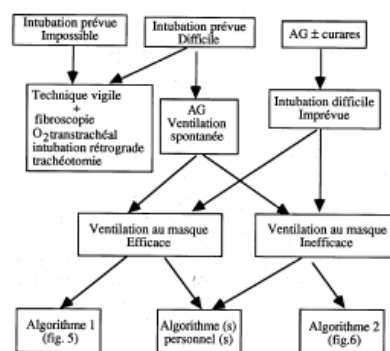 Intubation prévue
Impossible
Intubation prévue
Difficile
AG ± curares
Technique vigile
+
fibroscopie
O2transtrachéal
intubation rétrograde
trachéotomie
AG
Ventilation
spontanée
Intubation difficile
Imprévue
Ventilation au masque
Efficace
Ventilation au masque
Inefficace
Algorithme 1
(fig. 5)
Algorithme (s)
personnel (s)
Algorithme 2
(fig.6)